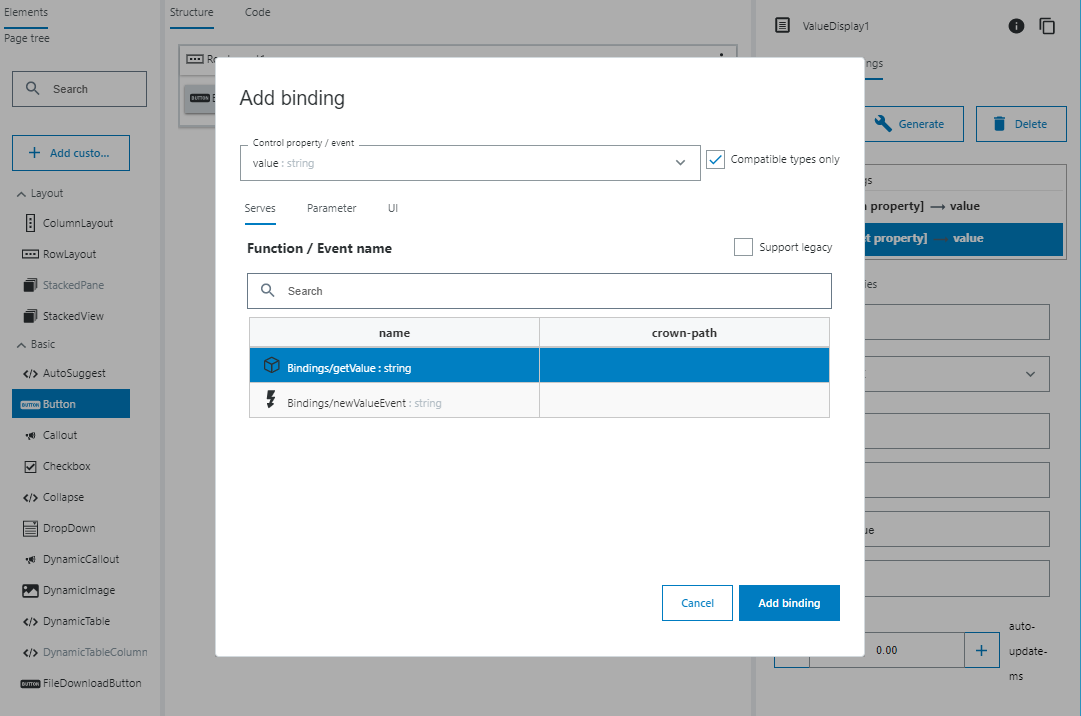 Elements
Page tree
Search
Add custo...
Layout
ColumnLayout
RowLayout
StackedPane
StackedView
Basic
AutoSuggest
BUTTON Button
Callout
Checkbox
Collapse
DropDown
DynamicCallout
DynamicImage
DynamicTable
DynamicTableColumn
BUTTON FileDownloadButton
Structure
Code
BUTTON
Add binding
Control property / event
value : string
Compatible types only
Serves
Parameter
UI
Function / Event name
Support legacy
Search
name
crown-path
Bindings/getValue : string
Bindings/newValueEvent : string
Cancel
Add binding
ValueDisplay1
ngs
Generate
Delete
gs
property] → value
t property] → value
ies
ue
0.00
auto-
update-
ms